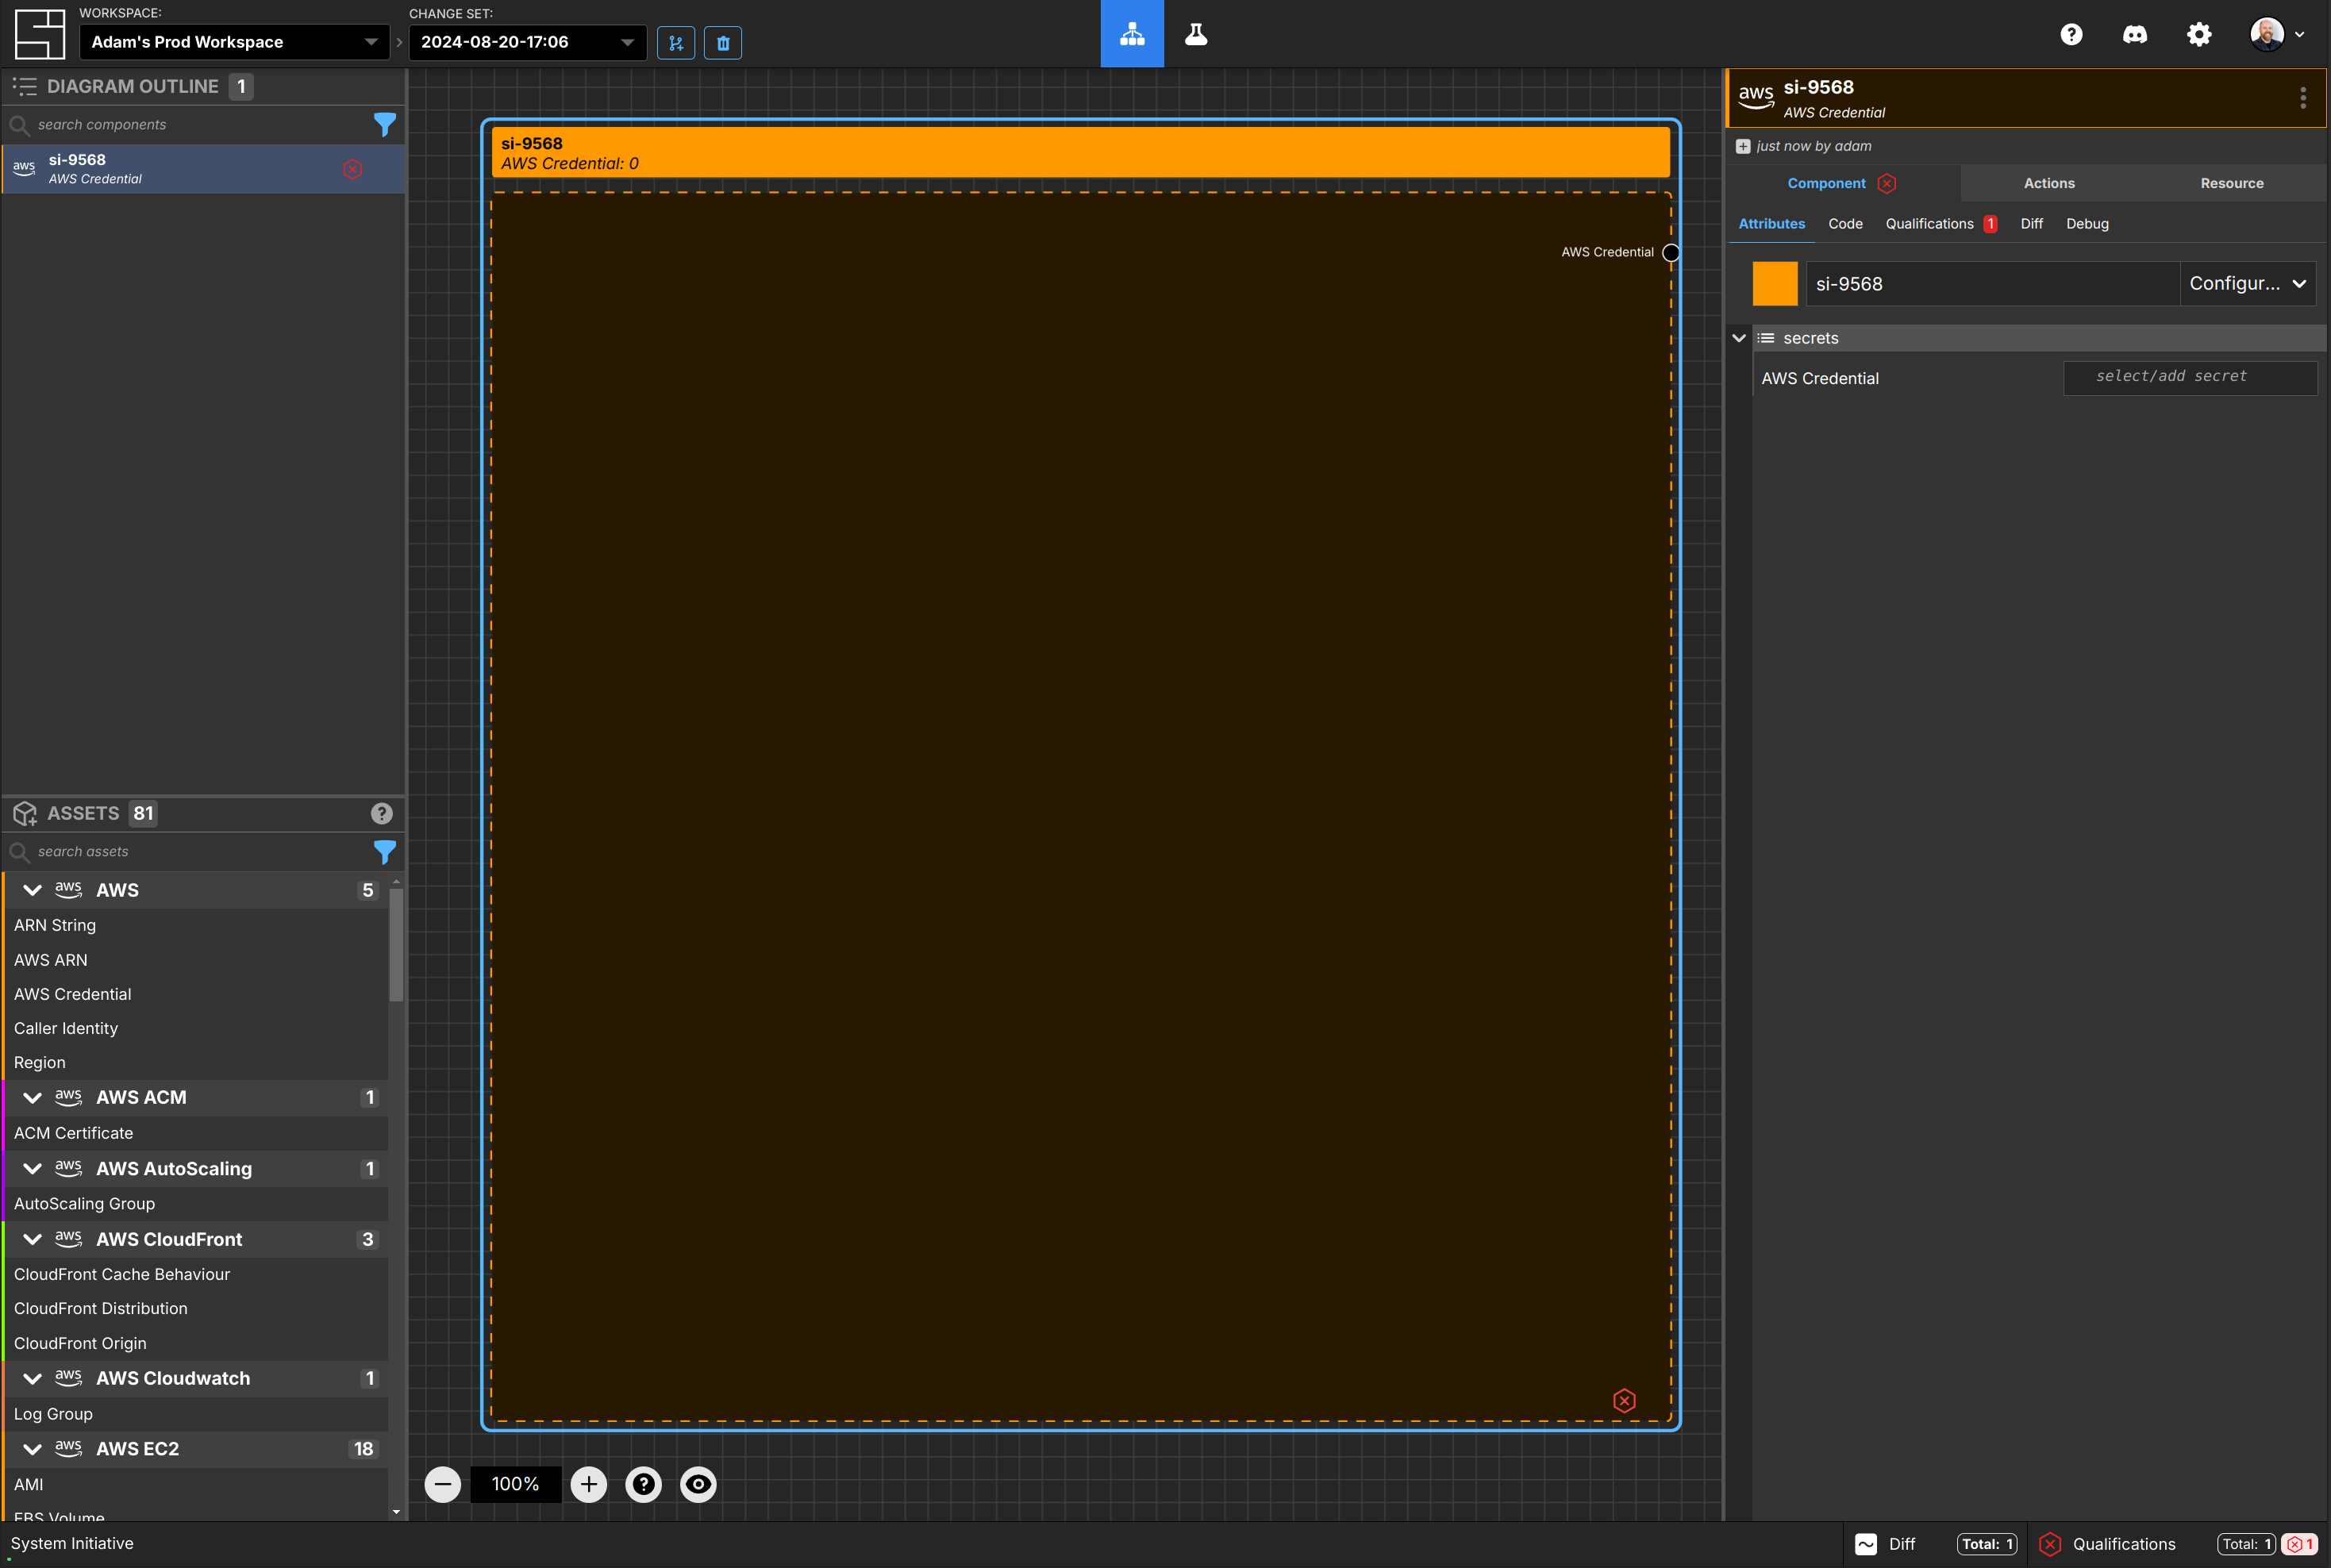 WORKSPACE:
Adam's Prod Workspace
CHANGE SET:
2024-08-20-17:06
DIAGRAM OUTLINE 1
search components
aws
si-9568
AWS Credential
ASSETS 81
search assets
aws AWS 5
ARN String
AWS ARN
AWS Credential
Caller Identity
Region
aws AWS ACM 1
ACM Certificate
aws AWS AutoScaling 1
AutoScaling Group
aws AWS CloudFront 3
CloudFront Cache Behaviour
CloudFront Distribution
CloudFront Origin
aws AWS Cloudwatch 1
Log Group
aws AWS EC2 18
AMI
EBS Volume
si-9568
AWS Credential: 0
AWS Credential
100%
aws
si-9568
AWS Credential
just now by adam
Component Actions Resource
Attributes Code Qualifications 1 Diff Debug
si-9568 Configur...
secrets
AWS Credential select/add secret
System Initiative
Diff Total: 1
Qualifications Total: 1 1